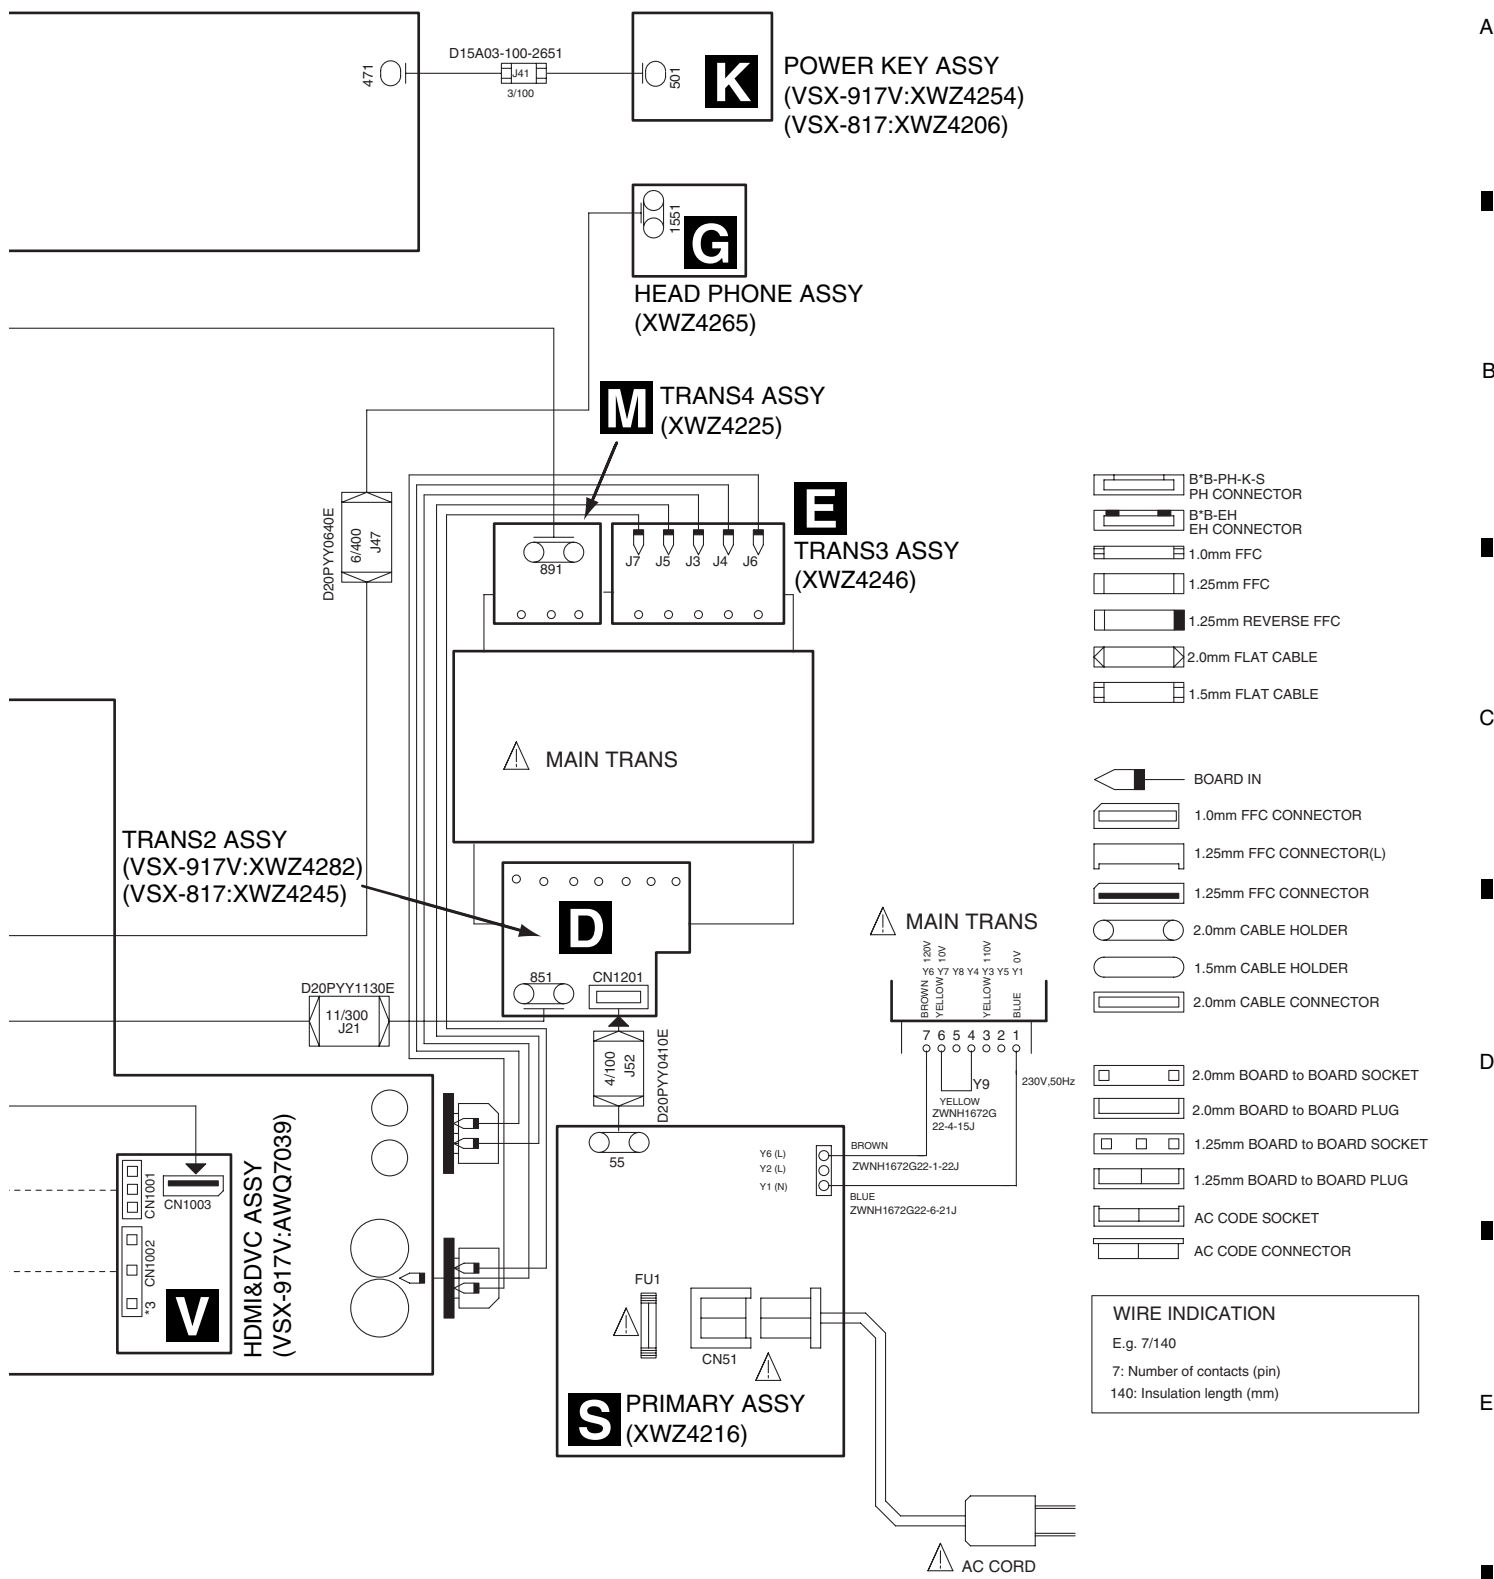 A
D15A03-100-2651
471
J41
3/100
501
K
POWER KEY ASSY
(VSX-917V:XWZ4254)
(VSX-817:XWZ4206)
1551
G
HEAD PHONE ASSY
(XWZ4265)
B
M
TRANS4 ASSY
(XWZ4225)
D20PYY0640E
6/400
J47
891
J7
J5
J3
J4
J6
E
TRANS3 ASSY
(XWZ4246)
B*B-PH-K-S
PH CONNECTOR
B*B-EH
EH CONNECTOR
1.0mm FFC
1.25mm FFC
1.25mm REVERSE FFC
2.0mm FLAT CABLE
1.5mm FLAT CABLE
C
MAIN TRANS
BOARD IN
1.0mm FFC CONNECTOR
1.25mm FFC CONNECTOR(L)
1.25mm FFC CONNECTOR
2.0mm CABLE HOLDER
1.5mm CABLE HOLDER
2.0mm CABLE CONNECTOR
TRANS2 ASSY
(VSX-917V:XWZ4282)
(VSX-817:XWZ4245)
D
851
CN1201
D20PYY1130E
11/300
J21
4/100
J52
D20PYY0410E
MAIN TRANS
120V
10V
110V
0V
Y6 Y7 Y8 Y4 Y3 Y5 Y1
BROWN
YELLOW
YELLOW
BLUE
7 6 5 4 3 2 1
Y9
230V,50Hz
YELLOW
ZWNH1672G
22-4-15J
D
2.0mm BOARD to BOARD SOCKET
2.0mm BOARD to BOARD PLUG
1.25mm BOARD to BOARD SOCKET
1.25mm BOARD to BOARD PLUG
AC CODE SOCKET
AC CODE CONNECTOR
55
Y6 (L)
Y2 (L)
Y1 (N)
BROWN
ZWNH1672G22-1-22J
BLUE
ZWNH1672G22-6-21J
CN1001
CN1003
CN1002
*3
V
HDMI&DVC ASSY
(VSX-917V:AWQ7039)
FU1
CN51
WIRE INDICATION
E.g. 7/140
7: Number of contacts (pin)
140: Insulation length (mm)
E
S
PRIMARY ASSY
(XWZ4216)
AC CORD